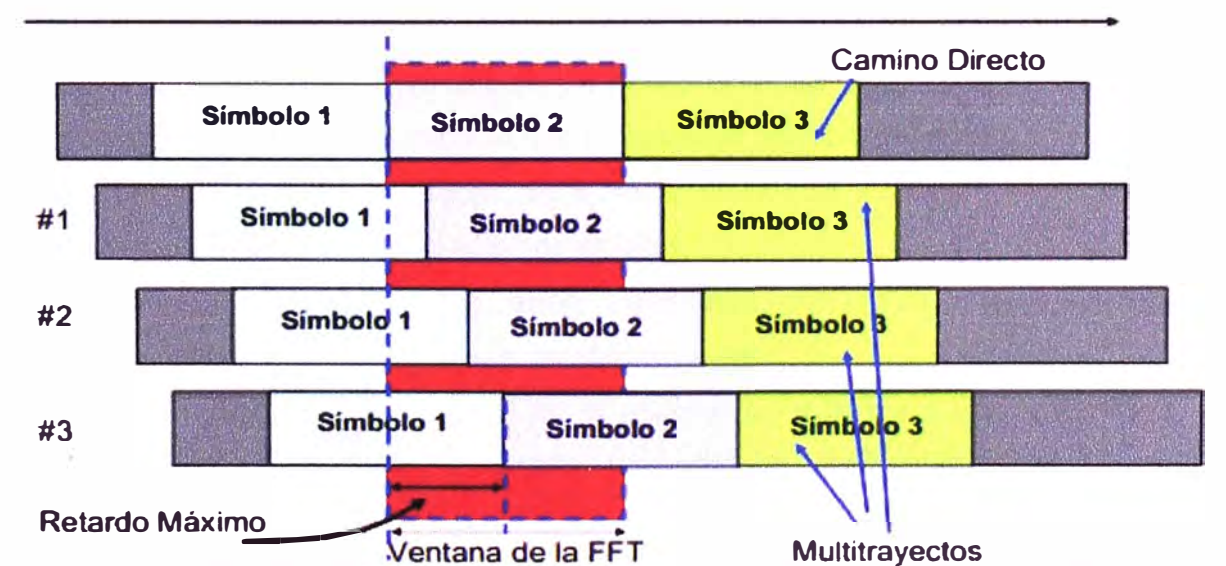 Camino Directo
Símbolo 1
Símbolo 2
Símbolo 3
#1
Símbolo 1
Símbolo 2
Símbolo 3
#2
Símbolo 1
Símbolo 2
Símbolo 3
#3
Símbolo 1
Símbolo 2
Símbolo 3
Retardo Máximo
Ventana de la FFT
Multitrayectos